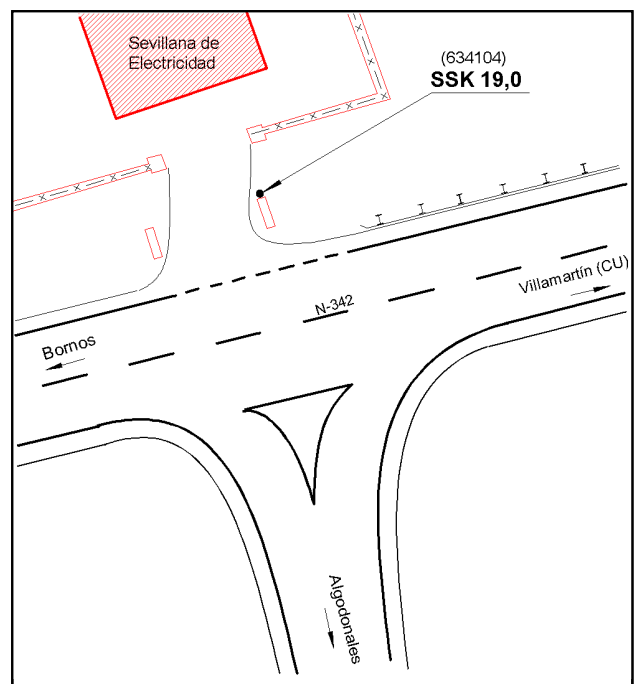 Sevillana de
Electricidad
(634104)
SSK 19,0
Villamartín (CU)
N-342
Bornos
Algodonales